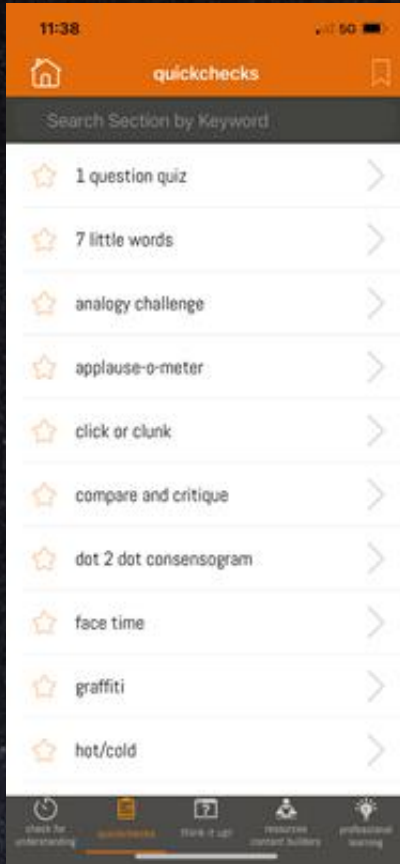 11:38
5G
quickchecks
Search Section by Keyword
1 question quiz
7 little words
analogy challenge
applause-o-meter
click or clunk
compare and critique
dot 2 dot consensogram
face time
graffiti
hot/cold
check for
understanding
quickchecks
think it up!
resources
content builders
professional
learning